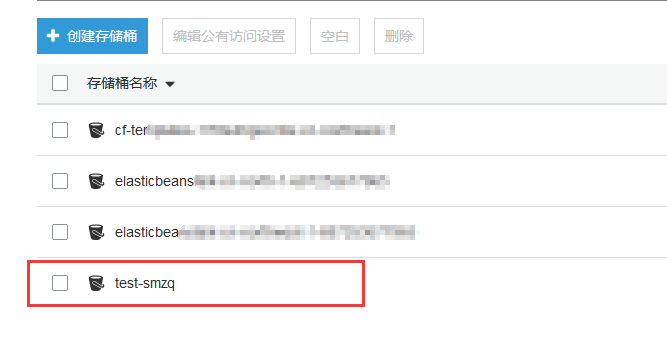 创建存储桶 编辑公有访问设置 空白 删除
存储桶名称
cf-te
elasticbeans
elasticbea
test-smzq